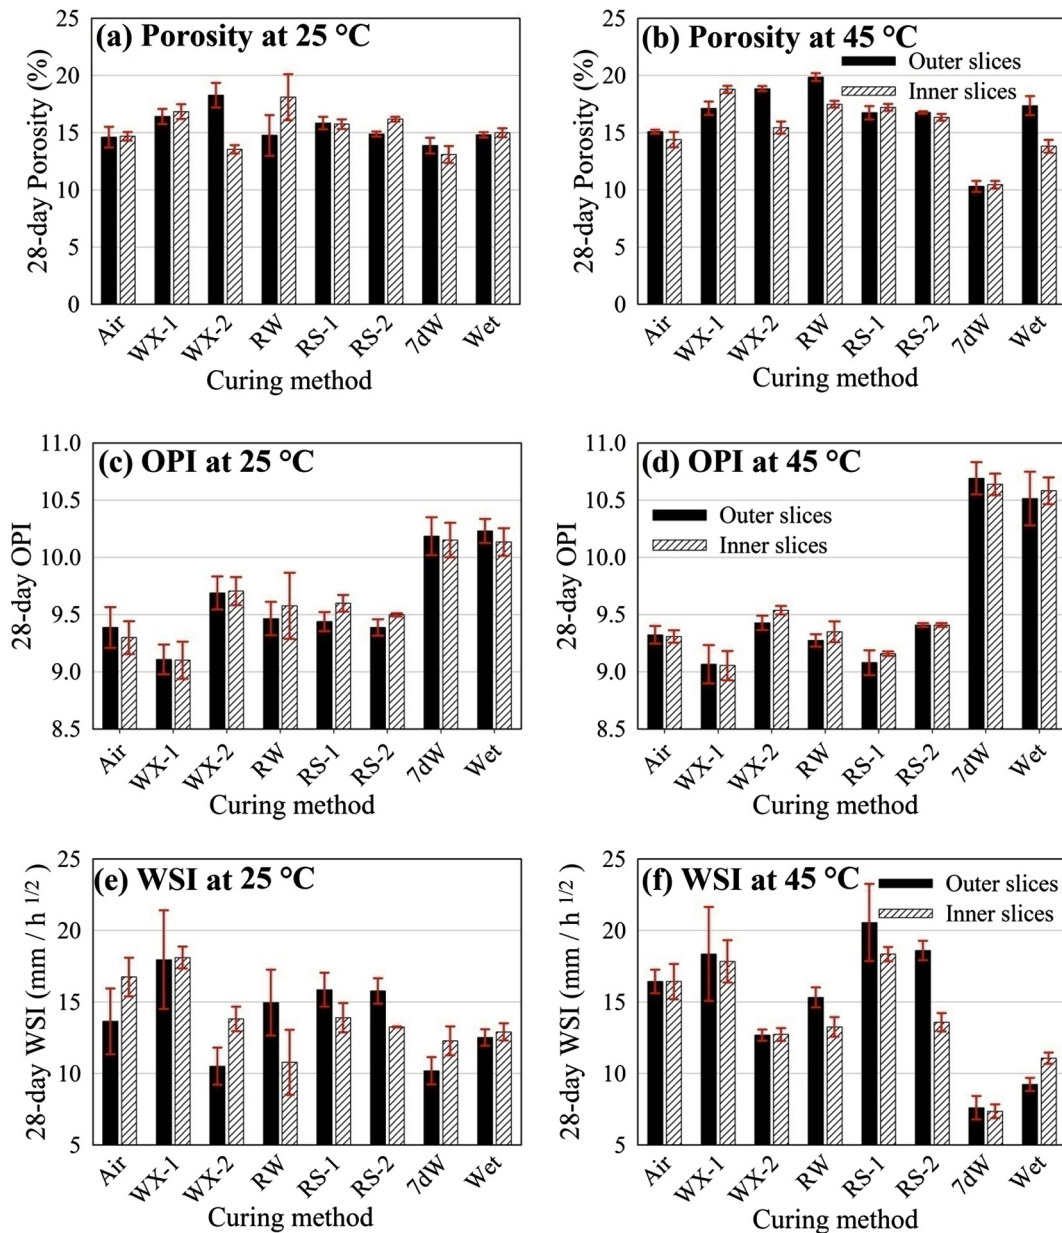 (a) Porosity at 25 °C
28-day Porosity (%)
25
20
15
10
5
0
Air
WX-1
WX-2
RW
RS-1
RS-2
7dW
Wet
Curing method
(b) Porosity at 45 °C
Outer slices
Inner slices
28-day Porosity (%)
25
20
15
10
5
0
Air
WX-1
WX-2
RW
RS-1
RS-2
7dW
Wet
Curing method
(c) OPI at 25 °C
28-day OPI
11.0
10.5
10.0
9.5
9.0
8.5
Air
WX-1
WX-2
RW
RS-1
RS-2
7dW
Wet
Curing method
(d) OPI at 45 °C
Outer slices
Inner slices
28-day OPI
11.0
10.5
10.0
9.5
9.0
8.5
Air
WX-1
WX-2
RW
RS-1
RS-2
7dW
Wet
Curing method
(e) WSI at 25 °C
28-day WSI (mm / h 1/2)
25
20
15
10
5
Air
WX-1
WX-2
RW
RS-1
RS-2
7dW
Wet
Curing method
(f) WSI at 45 °C
Outer slices
Inner slices
28-day WSI (mm / h 1/2)
25
20
15
10
5
Air
WX-1
WX-2
RW
RS-1
RS-2
7dW
Wet
Curing method